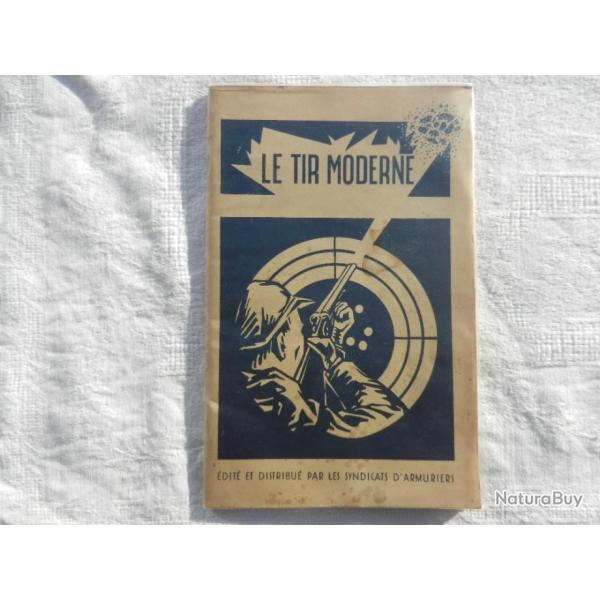 LE TIR MODERNE
ÉDITÉ ET DISTRIBUÉ PAR LES SYNDICATS D'ARMURIERS
NaturaBuy